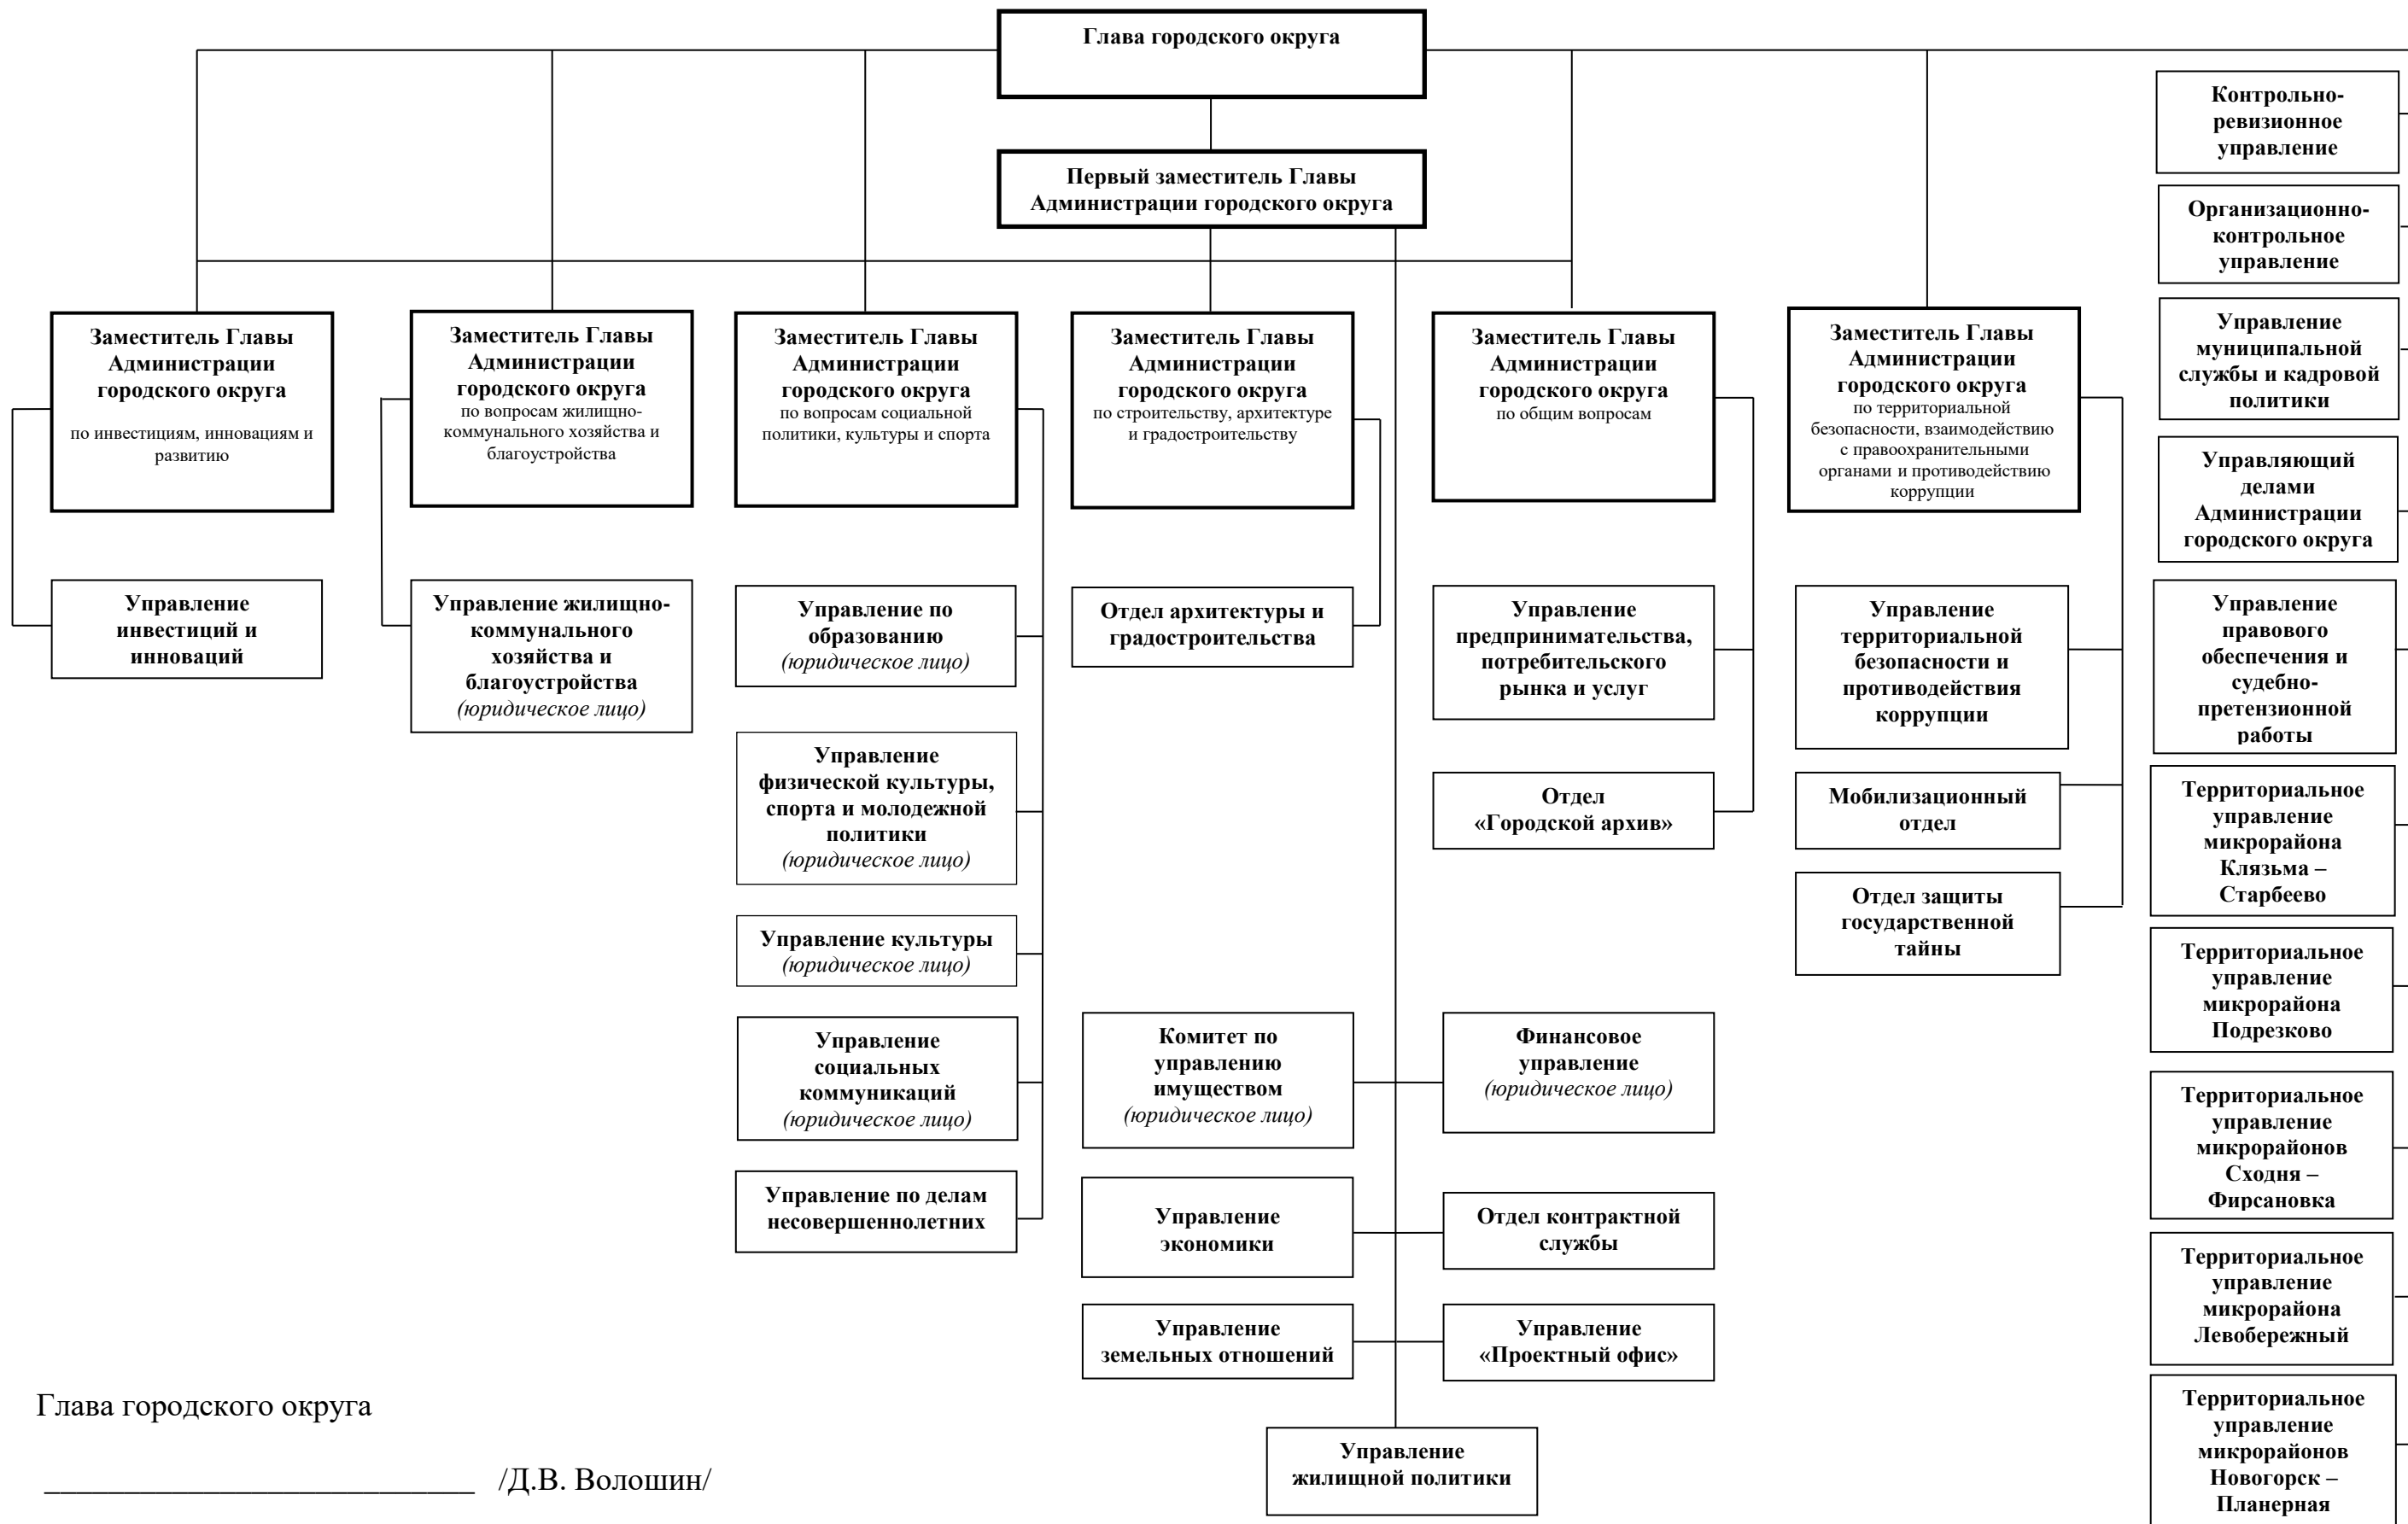 Глава городского округа
Первый заместитель Главы
Администрации городского округа
Заместитель Главы
Администрации
городского округа
по инвестициям, инновациям и
развитию
Заместитель Главы
Администрации
городского округа
по вопросам жилищно-
коммунального хозяйства и
благоустройства
Заместитель Главы
Администрации
городского округа
по вопросам социальной
политики, культуры и спорта
Заместитель Главы
Администрации
городского округа
по строительству, архитектуре
и градостроительству
Заместитель Главы
Администрации
городского округа
по общим вопросам
Заместитель Главы
Администрации
городского округа
по территориальной
безопасности, взаимодействию
с правоохранительными
органами и противодействию
коррупции
Управление
инвестиций и
инноваций
Управление жилищно-
коммунального
хозяйства и
благоустройства
(юридическое лицо)
Управление по
образованию
(юридическое лицо)
Управление
физической культуры,
спорта и молодежной
политики
(юридическое лицо)
Управление культуры
(юридическое лицо)
Управление
социальных
коммуникаций
(юридическое лицо)
Управление по делам
несовершеннолетних
Отдел архитектуры и
градостроительства
Управление
предпринимательства,
потребительского
рынка и услуг
Отдел
«Городской архив»
Управление
территориальной
безопасности и
противодействия
коррупции
Мобилизационный
отдел
Отдел защиты
государственной
тайны
Комитет по
управлению
имуществом
(юридическое лицо)
Финансовое
управление
(юридическое лицо)
Управление
экономики
Отдел контрактной
службы
Управление
земельных отношений
Управление
«Проектный офис»
Управление
жилищной политики
Контрольно-
ревизионное
управление
Организационно-
контрольное
управление
Управление
муниципальной
службы и кадровой
политики
Управляющий
делами
Администрации
городского округа
Управление
правового
обеспечения и
судебно-
претензионной
работы
Территориальное
управление
микрорайона
Клязьма –
Старбеево
Территориальное
управление
микрорайона
Подрезково
Территориальное
управление
микрорайонов
Сходня –
Фирсановка
Территориальное
управление
микрорайона
Левобережный
Территориальное
управление
микрорайонов
Новогорск –
Планерная
Глава городского округа
___________________________ /Д.В. Волошин/